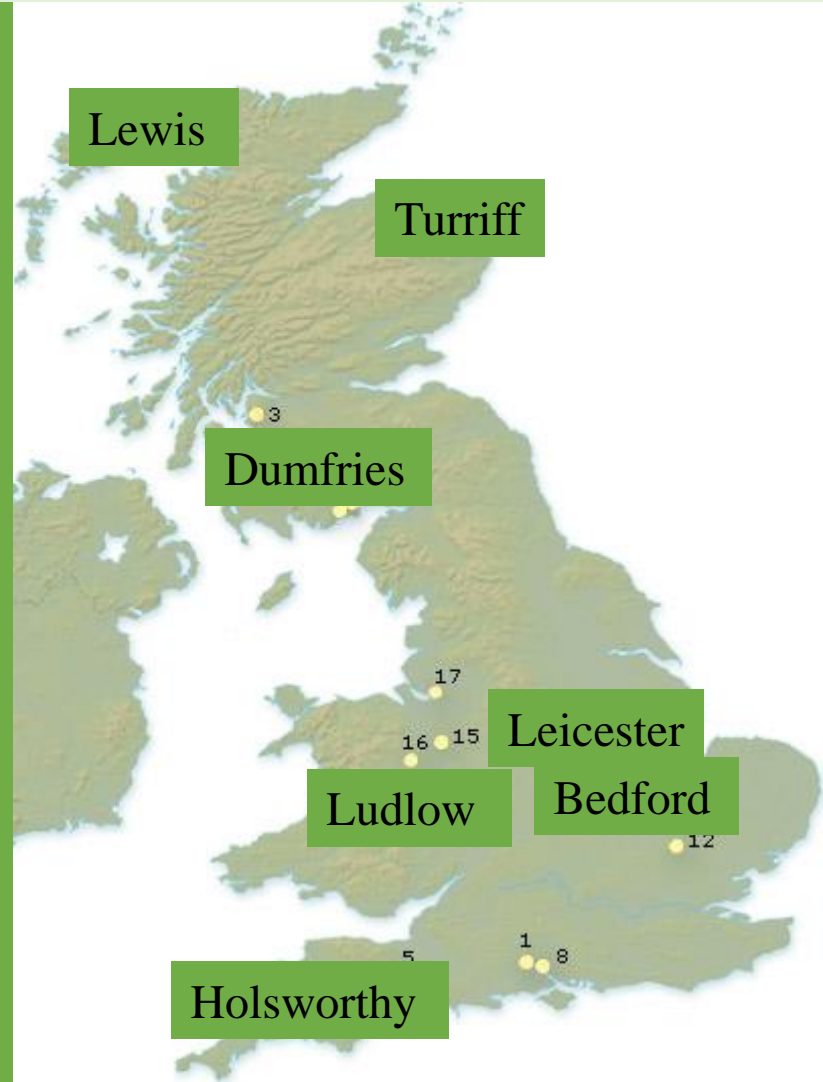 Lewis
Turriff
3
Dumfries
17
Leicester
16
15
Bedford
Ludlow
12
1
8
5
Holsworthy